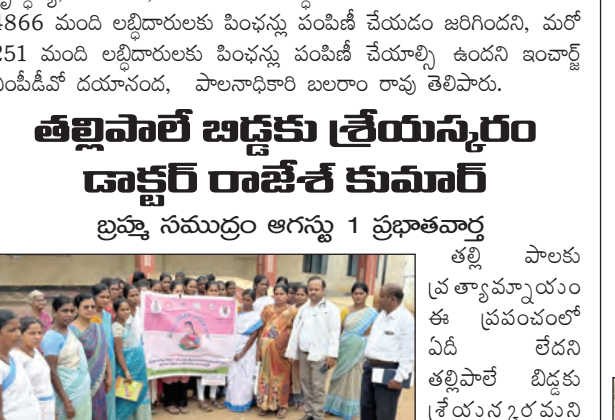 4866 మంది లబ్ధిదారులకు పింఛన్లు పంపిణీ చేయడం జరిగిందని, మరో
251 మంది లబ్ధిదారులకు పింఛన్లు పంపిణీ చేయాల్సి ఉందని ఇంచార్జ్
ఎంపీడీవో దయానంద, పాలనాధికారి బలరాం రావు తెలిపారు.
తల్లిపాలే బిడ్డకు శ్రేయస్కరం
డాక్టర్ రాజేశ్ కుమార్
బ్రహ్మ సముద్రం ఆగస్టు 1 ప్రభాతవార్త
తల్లి పాలకు
ప్రత్యామ్నాయం
ఈ ప్రపంచంలో
ఏదీ లేదని
తల్లిపాలే బిడ్డకు
శ్రేయస్కరమని